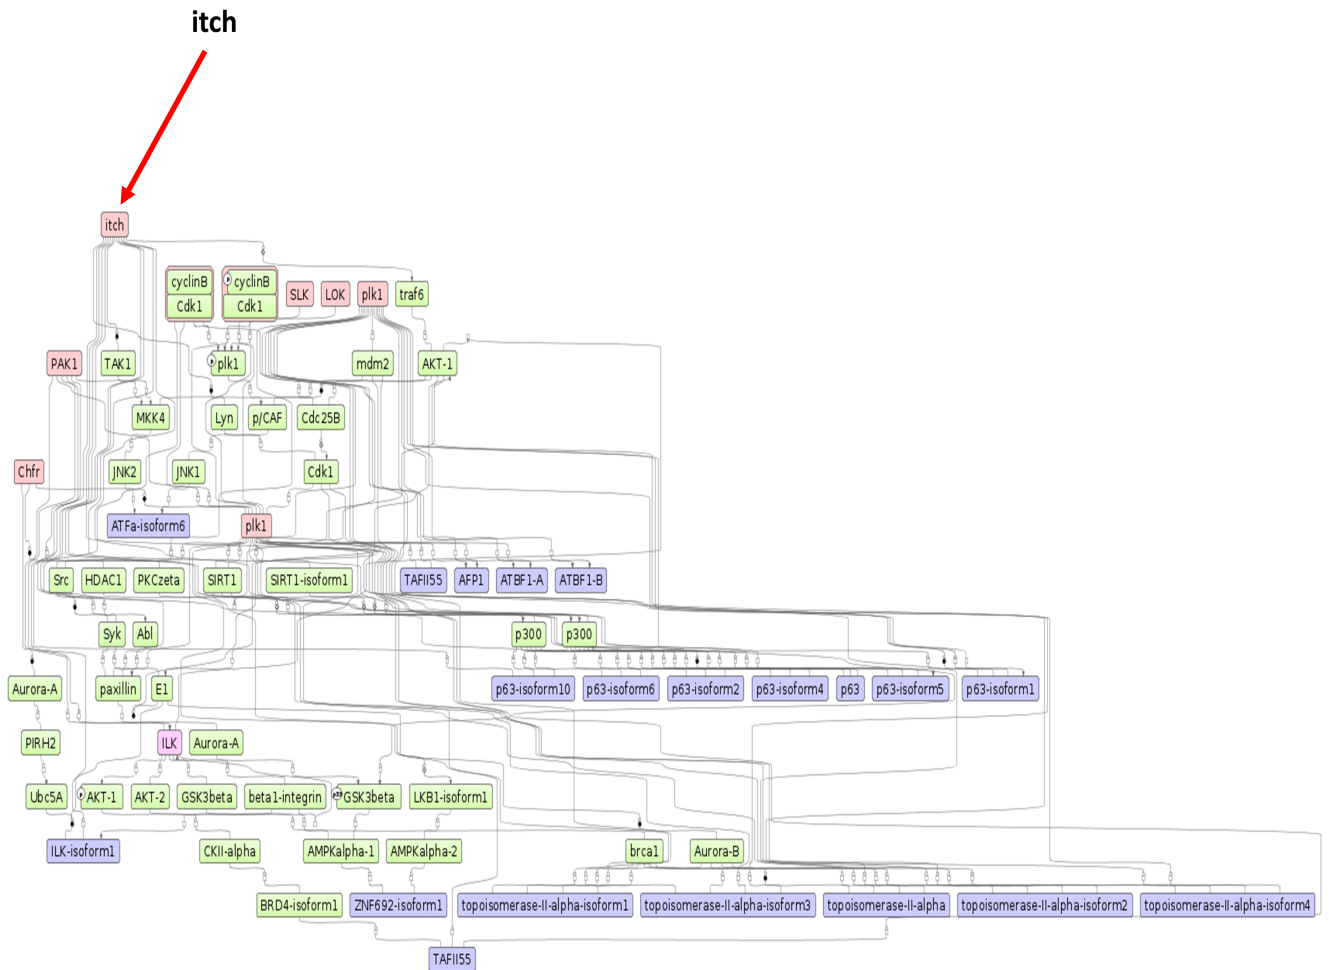 itch
itch
cyclinB
Cdk1
p
cyclinB
Cdk1
SLK
LOK
plk1
traf6
PAK1
TAK1
p
plk1
mdm2
AKT-1
MKK4
Lyn
p/CAF
Cdc25B
Chfr
JNK2
JNK1
Cdk1
ATFa-isoform6
plk1
Src
HDAC1
PKCzeta
SIRT1
SIRT1-isoform1
TAFII55
AFP1
ATBF1-A
ATBF1-B
Syk
Abl
p300
p300
Aurora-A
paxillin
E1
p63-isoform10
p63-isoform6
p63-isoform2
p63-isoform4
p63
p63-isoform5
p63-isoform1
PIRH2
ILK
Aurora-A
Ubc5A
p
AKT-1
AKT-2
GSK3beta
beta1-integrin
GSK3beta
LKB1-isoform1
ILK-isoform1
CKII-alpha
AMPKalpha-1
AMPKalpha-2
brca1
Aurora-B
BRD4-isoform1
ZNF692-isoform1
topoisomerase-II-alpha-isoform1
topoisomerase-II-alpha-isoform3
topoisomerase-II-alpha
topoisomerase-II-alpha-isoform2
topoisomerase-II-alpha-isoform4
TAFII55